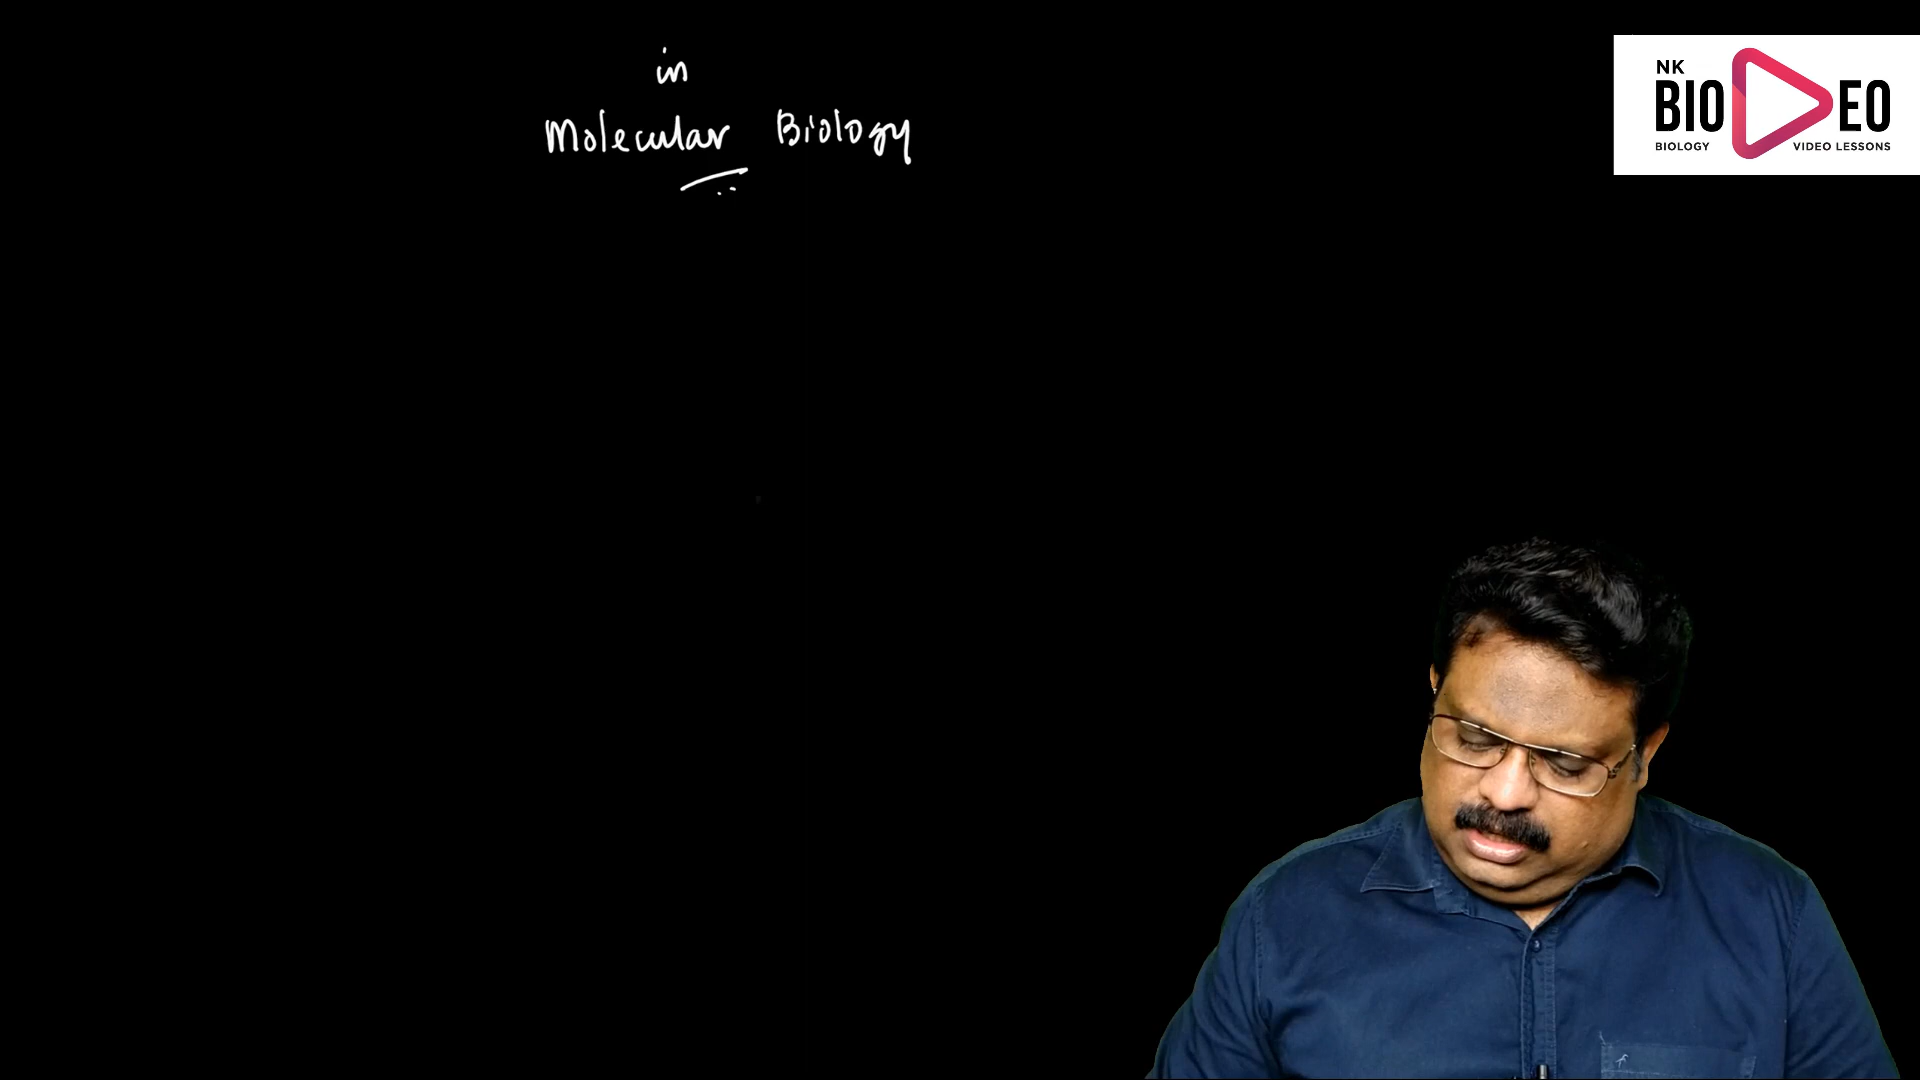 in
Molecular Biology
NK
BIO EO
BIOLOGY VIDEO LESSONS